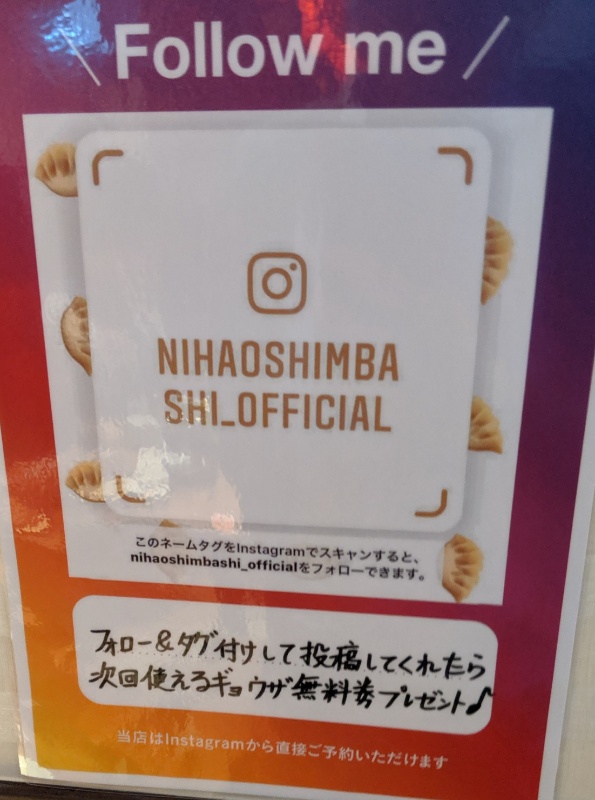 \ Follow me /
NIHAOSHIMBA
SHI_OFFICIAL
このネームタグをInstagramでスキャンすると、
nihaoshimbashi_officialをフォローできます。
フォロー&タグ付けして投稿してくれたら
次回使えるギョウザ無料券プレゼント♪
当店はInstagramから直接ご予約いただけます